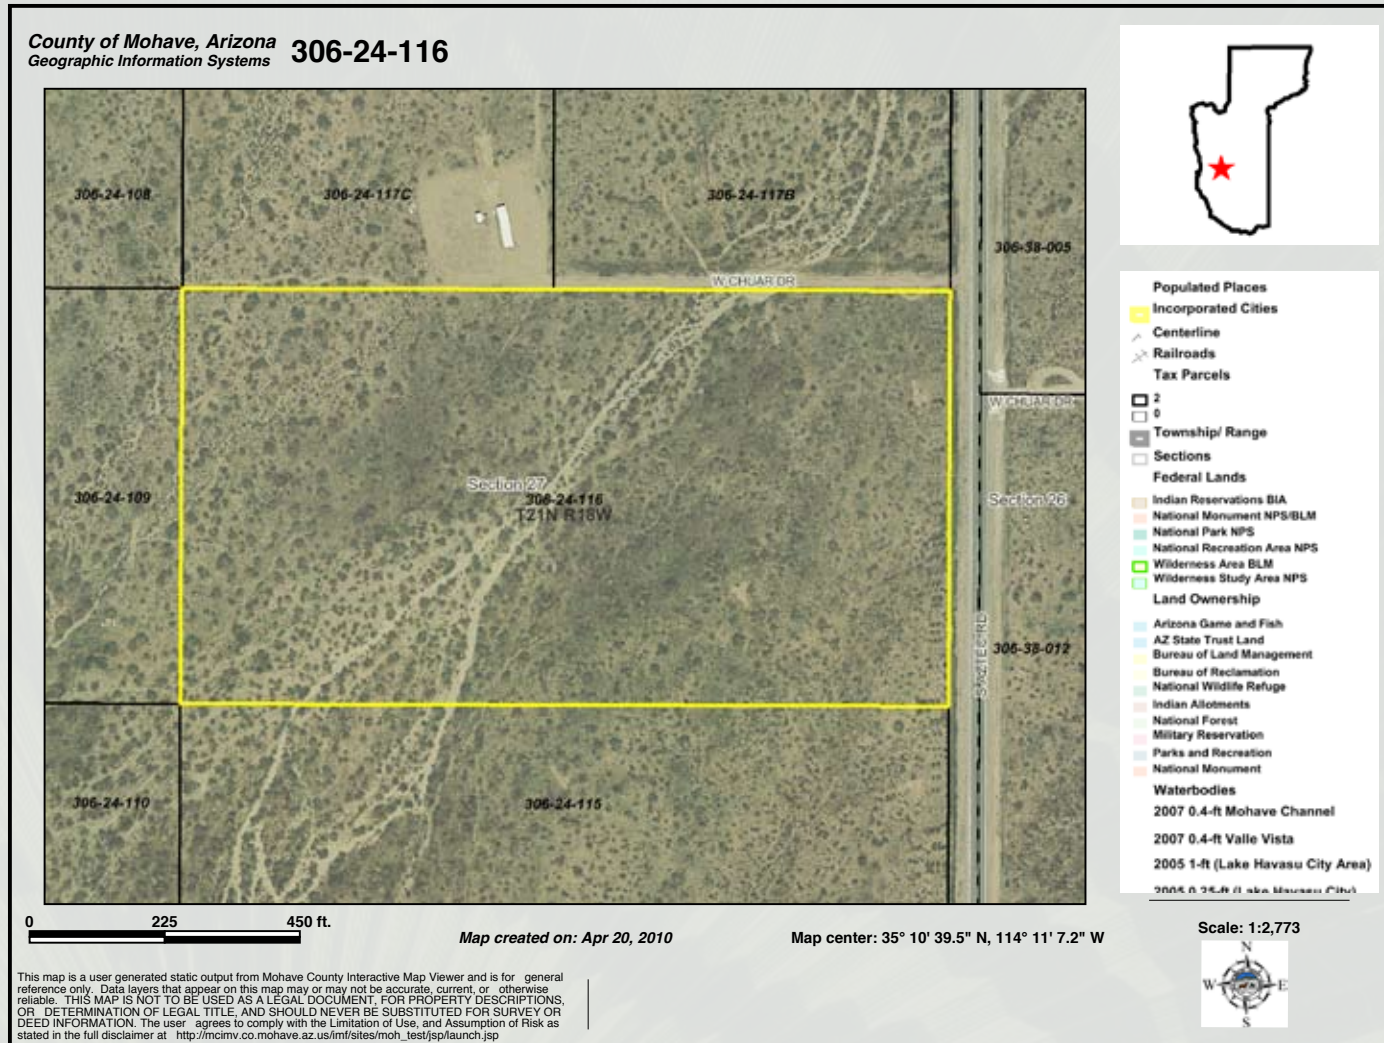 County of Mohave, Arizona
Geographic Information Systems
306-24-116
306-24-108
306-24-117C
306-24-117B
306-38-005
W CHUAR DR
W CHUAR DR
306-24-109
Section 27
306-24-116
T21N R18W
Section 26
S AZTEC RD
306-38-012
306-24-110
306-24-115
Populated Places
Incorporated Cities
Centerline
Railroads
Tax Parcels
2
0
Township/ Range
Sections
Federal Lands
Indian Reservations BIA
National Monument NPS/BLM
National Park NPS
National Recreation Area NPS
Wilderness Area BLM
Wilderness Study Area NPS
Land Ownership
Arizona Game and Fish
AZ State Trust Land
Bureau of Land Management
Bureau of Reclamation
National Wildlife Refuge
Indian Allotments
National Forest
Military Reservation
Parks and Recreation
National Monument
Waterbodies
2007 0.4-ft Mohave Channel
2007 0.4-ft Valle Vista
2005 1-ft (Lake Havasu City Area)
2005 0.25-ft (Lake Havasu City)
0 225 450 ft.
Map created on: Apr 20, 2010
Map center: 35° 10' 39.5" N, 114° 11' 7.2" W
Scale: 1:2,773
N
W E
S
This map is a user generated static output from Mohave County Interactive Map Viewer and is for general
reference only. Data layers that appear on this map may or may not be accurate, current, or otherwise
reliable. THIS MAP IS NOT TO BE USED AS A LEGAL DOCUMENT, FOR PROPERTY DESCRIPTIONS,
OR DETERMINATION OF LEGAL TITLE, AND SHOULD NEVER BE SUBSTITUTED FOR SURVEY OR
DEED INFORMATION. The user agrees to comply with the Limitation of Use, and Assumption of Risk as
stated in the full disclaimer at http://mcimv.co.mohave.az.us/imf/sites/moh_test/jsp/launch.jsp